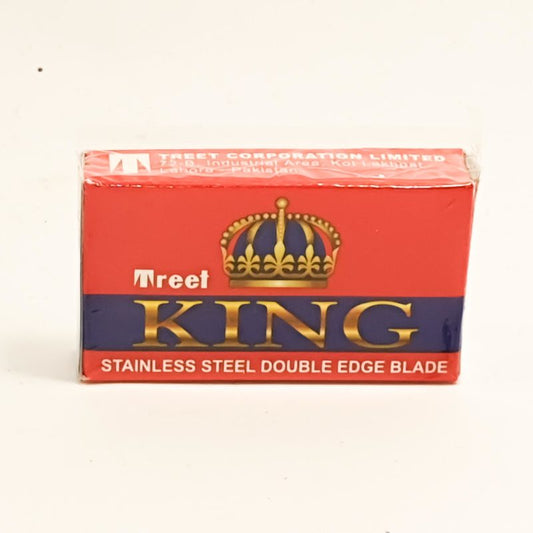 TREET CORPORATION LIMITED
72-B, Industrial Area, Kot Lakhpat
Lahore - Pakistan.
Treet
KING
STAINLESS STEEL DOUBLE EDGE BLADE